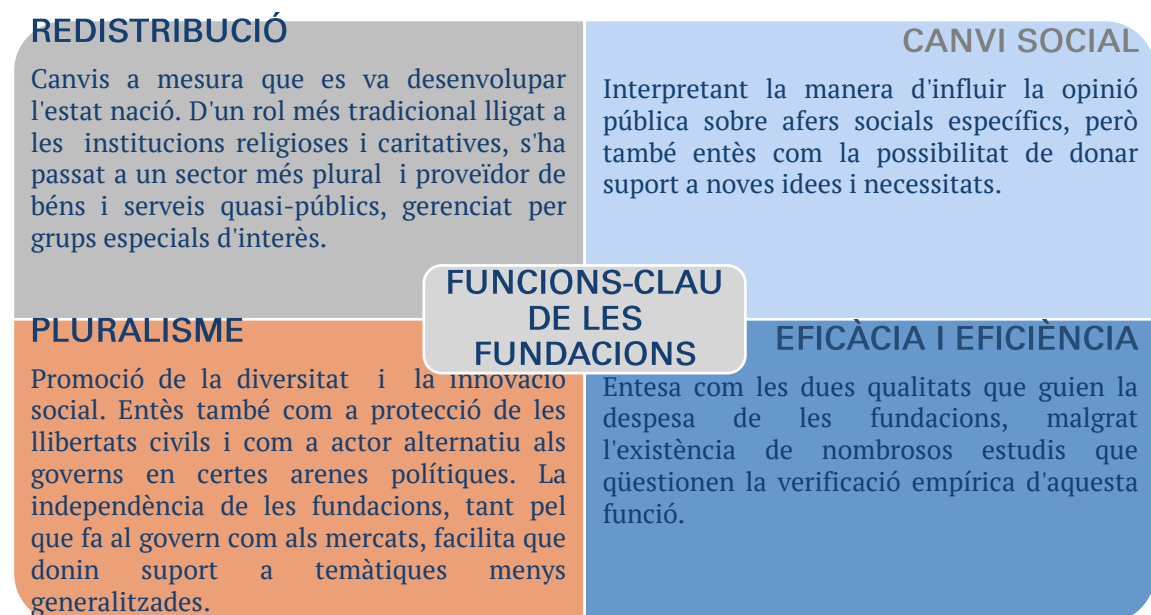 REDISTRIBUCIÓ
Canvis a mesura que es va desenvolupar
l'estat nació. D'un rol més tradicional lligat a
les institucions religioses i caritatives, s'ha
passat a un sector més plural i proveïdor de
béns i serveis quasi-públics, gerenciat per
grups especials d'interès.
CANVI SOCIAL
Interpretant la manera d'influir la opinió
pública sobre afers socials específics, però
també entès com la possibilitat de donar
suport a noves idees i necessitats.
FUNCIONS-CLAU
DE LES
FUNDACIONS
PLURALISME
Promoció de la diversitat i la innovació
social. Entès també com a protecció de les
llibertats civils i com a actor alternatiu als
governs en certes arenes polítiques. La
independència de les fundacions, tant pel
que fa al govern com als mercats, facilita que
donin suport a temàtiques menys
generalitzades.
EFICÀCIA I EFICIÈNCIA
Entesa com les dues qualitats que guien la
despesa de les fundacions, malgrat
l'existència de nombrosos estudis que
qüestionen la verificació empírica d'aquesta
funció.